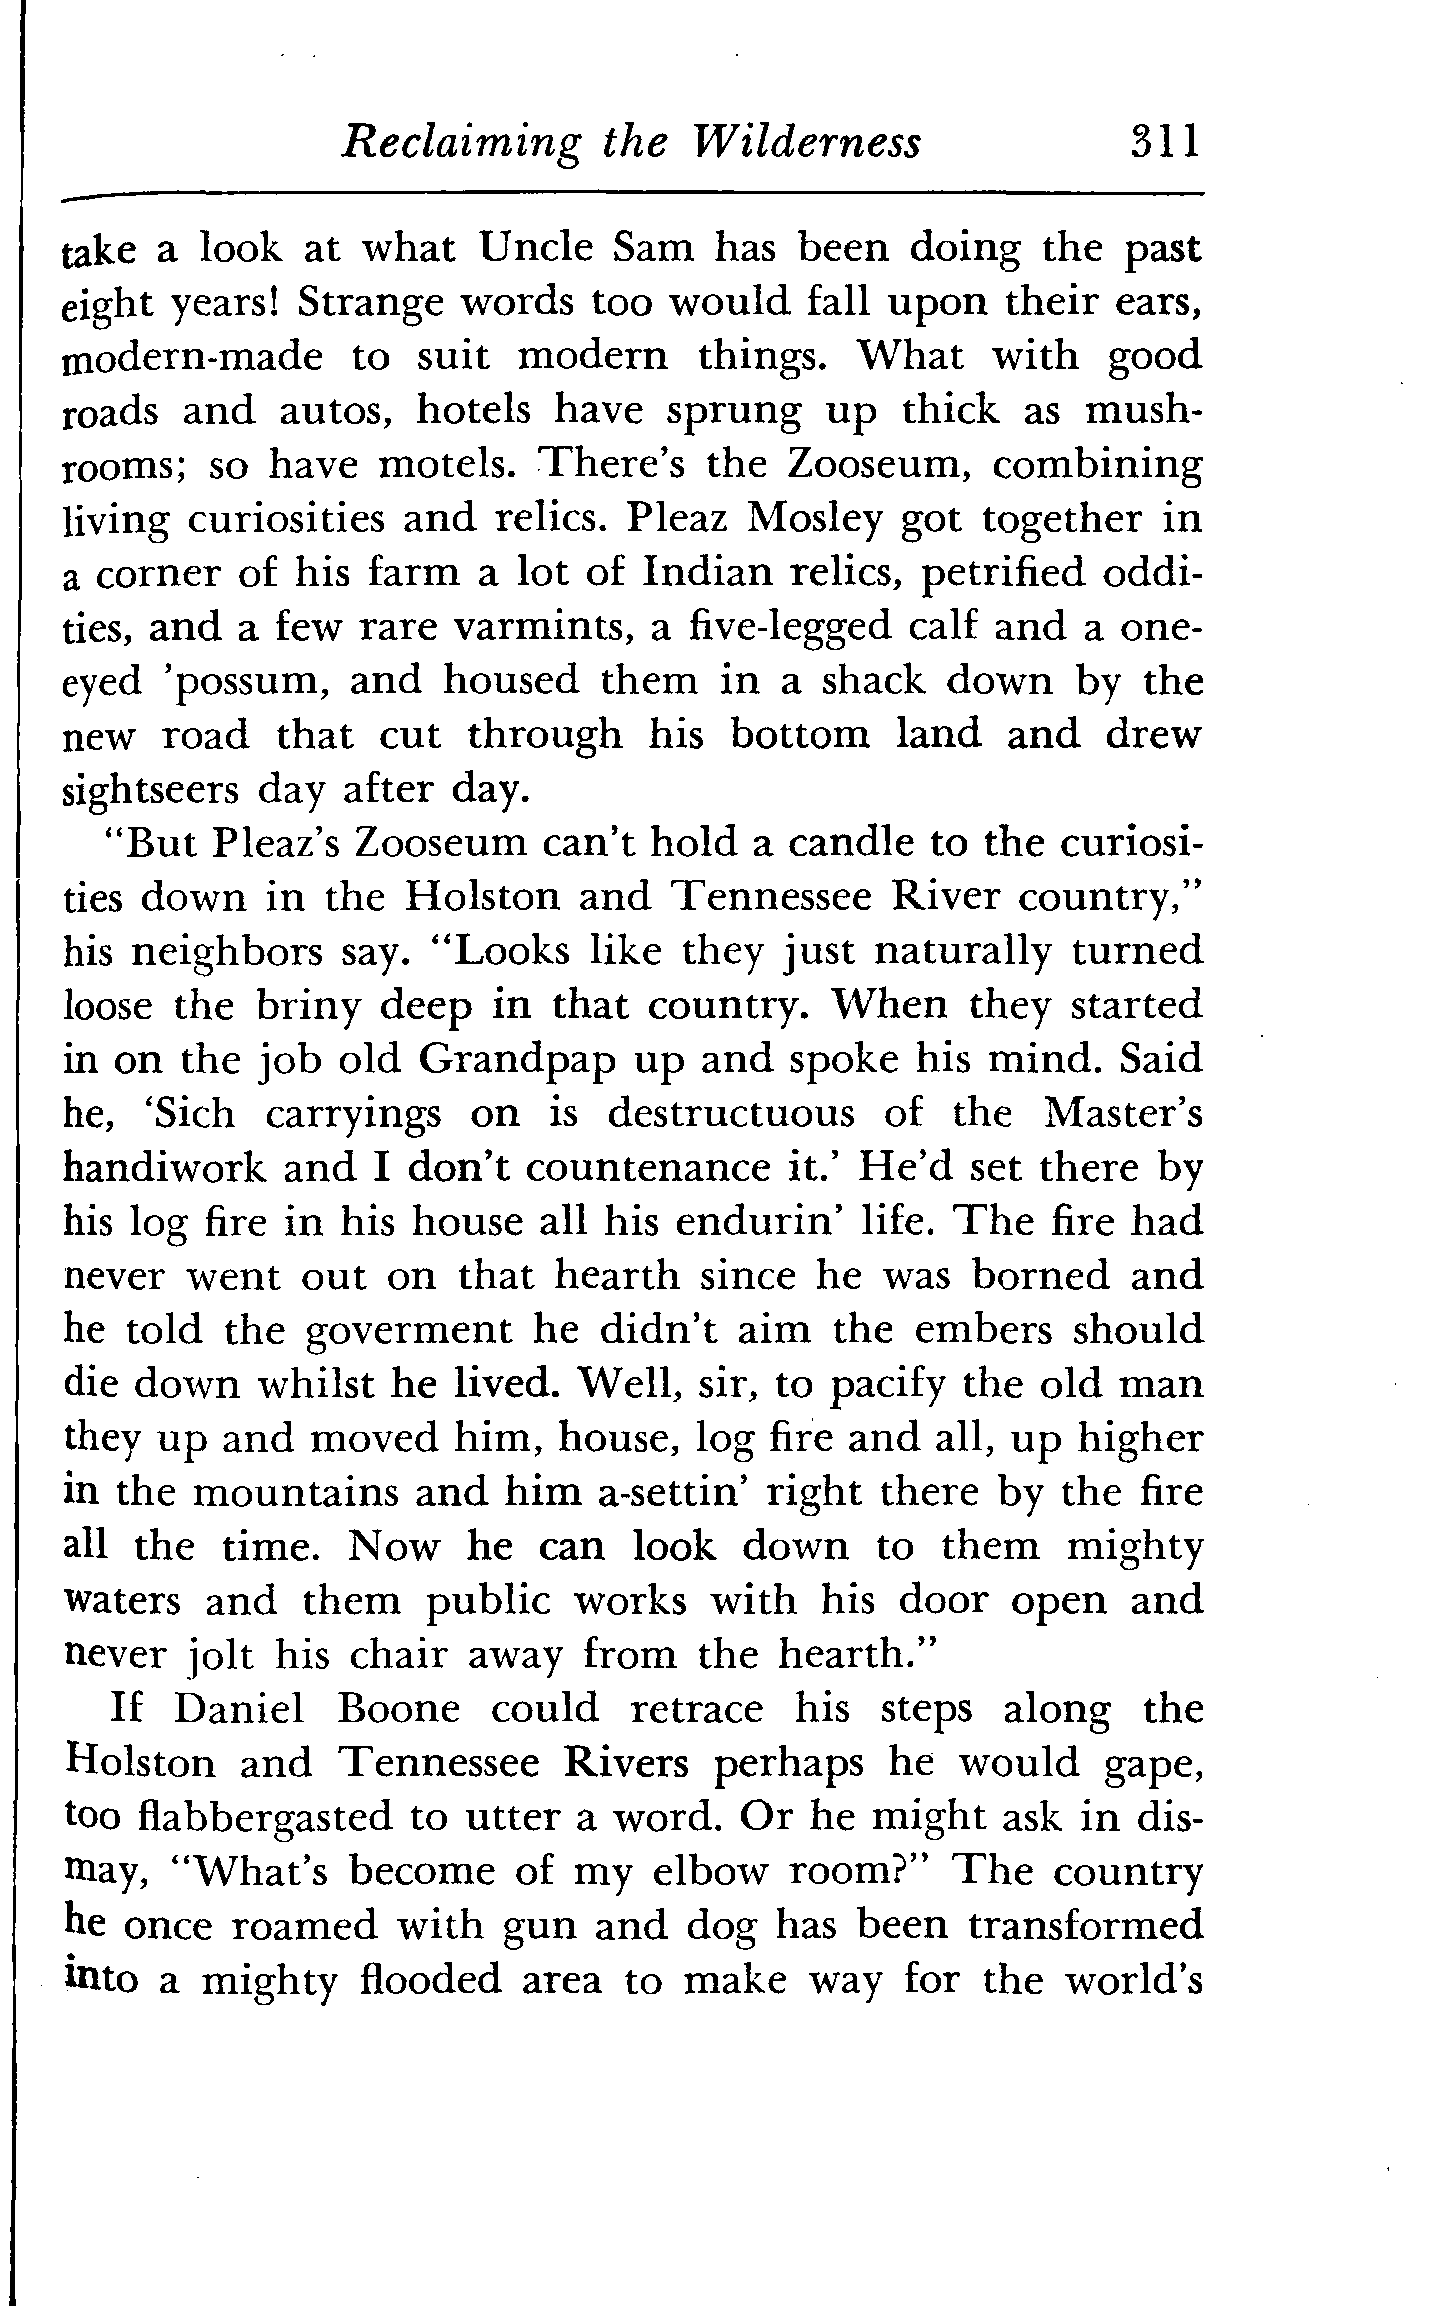 Reclaiming the Wilderness 311
take a look at what Uncle Sam has been doing the past
eight years! Strange words too would fall upon their ears,
modern-made to suit modern things. What with good
roads and autos, hotels have sprung up thick as mush-
rooms; so have motels. There's the Zooseum, combining
living curiosities and relics. Pleaz Mosley got together in
a corner of his farm a lot of Indian relics, petrified oddi-
ties, and a few rare varmints, a five-legged calf and a one-
eyed 'possum, and housed them in a shack down by the
new road that cut through his bottom land and drew
sightseers day after day.
"But Pleaz's Zooseum can't hold a candle to the curiosi-
ties down in the Holston and Tennessee River country,"
his neighbors say. "Looks like they just naturally turned
loose the briny deep in that country. When they started
in on the job old Grandpap up and spoke his mind. Said
he, 'Sich carryings on is destructuous of the Master's
handiwork and I don't countenance it.' He'd set there by
his log fire in his house all his endurin' life. The fire had
never went out on that hearth since he was borned and
he told the goverment he didn't aim the embers should
die down whilst he lived. Well, sir, to pacify the old man
they up and moved him, house, log fire and all, up higher
in the mountains and him a-settin' right there by the fire
all the time. Now he can look down to them mighty
waters and them public works with his door open and
never jolt his chair away from the hearth."
If Daniel Boone could retrace his steps along the
Holston and Tennessee Rivers perhaps he would gape,
too flabbergasted to utter a word. Or he might ask in dis-
may, "What's become of my elbow room?" The country
he once roamed with gun and dog has been transformed
into a mighty flooded area to make way for the world's